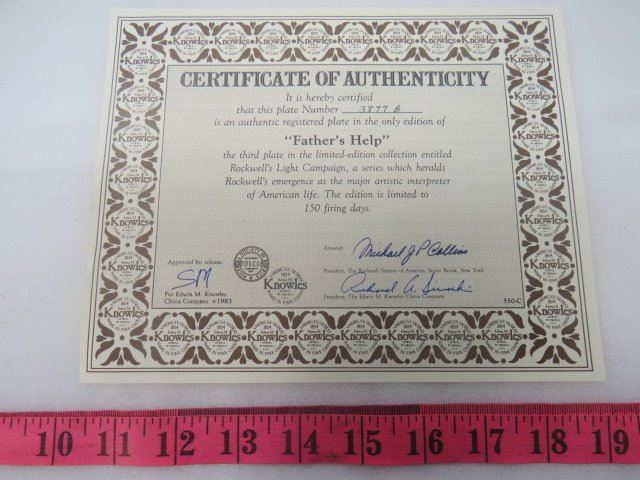 CERTIFICATE OF AUTHENTICITY
It is hereby certified
that this plate Number 3877 B
is an authentic registered plate in the only edition of
"Father's Help"
the third plate in the limited-edition collection entitled
Rockwell's Light Campaign, a series which heralds
Rockwell's emergence as the major artistic interpreter
of American life. The edition is limited to
150 firing days.
Attested
Michael J P Collins
President, The Rockwell Society of America, Stony Brook, New York
Approved for release:
SM
For Edwin M. Knowles
China Company ©1983
Knowles
President, The Edwin M. Knowles China Company
550-C
10 11 12 13 14 15 16 17 18 19